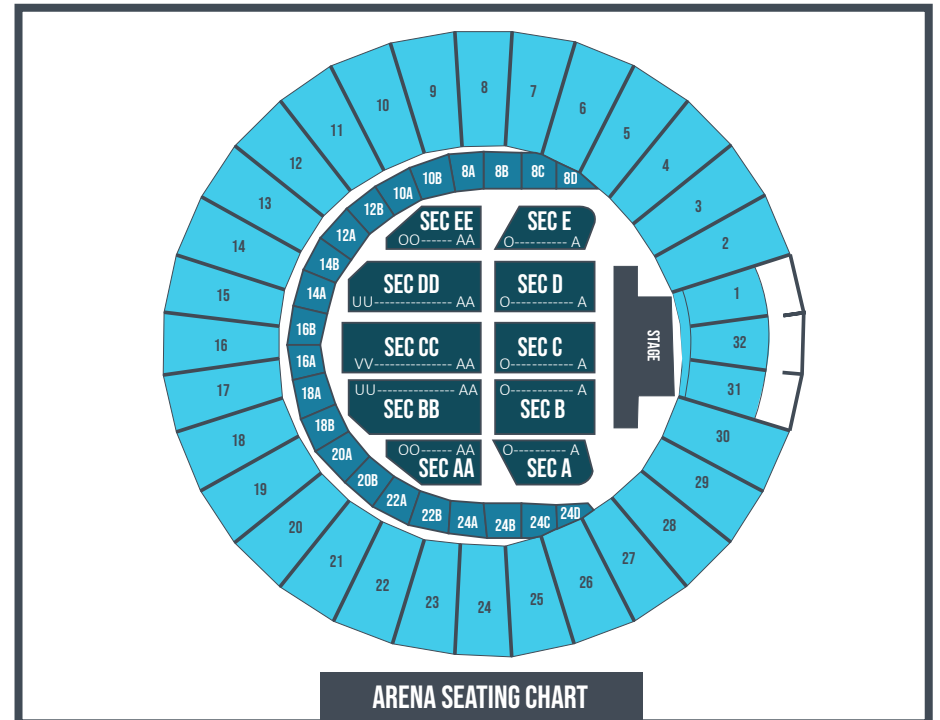 8
9
7
10
6
11
5
12
4
13
3
14
2
15
1
16
32
17
31
18
30
19
29
20
28
21
27
22
26
23
25
24
8A
8B
8C
8D
10B
10A
12B
12A
14B
14A
16B
16A
18A
18B
20A
20B
22A
22B
24A
24B
24C
24D
SEC EE
OO------ AA
SEC E
O---------- A
SEC DD
UU--------------- AA
SEC D
O---------- A
SEC CC
VV--------------- AA
SEC C
O---------- A
UU--------------- AA
SEC BB
O---------- A
SEC B
OO------ AA
SEC AA
O---------- A
SEC A
STAGE
ARENA SEATING CHART